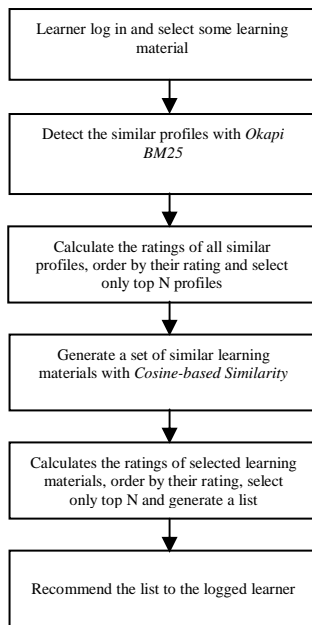 Learner log in and select some learning
material
Detect the similar profiles with Okapi
BM25
Calculate the ratings of all similar
profiles, order by their rating and select
only top N profiles
Generate a set of similar learning
materials with Cosine-based Similarity
Calculates the ratings of selected learning
materials, order by their rating, select
only top N and generate a list
Recommend the list to the logged learner